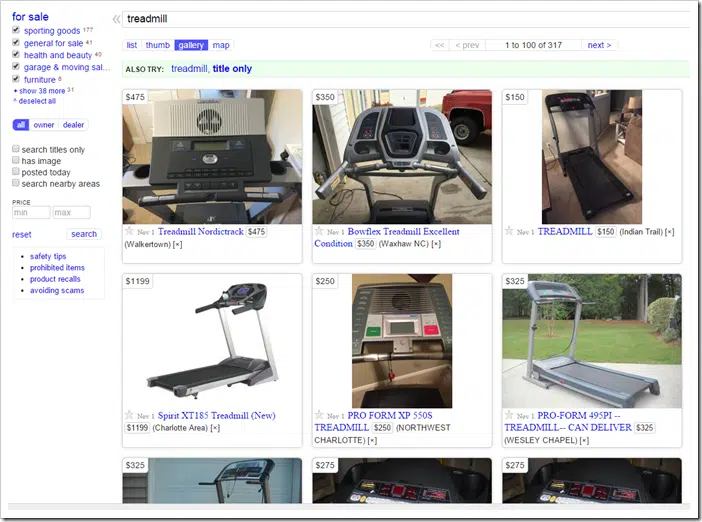 for sale
sporting goods 177
general for sale 41
health and beauty 40
garage & moving sal...
furniture 6
+ show 38 more 31
^ deselect all
all owner dealer
search titles only
has image
posted today
search nearby areas
PRICE
min max
reset search
safety tips
prohibited items
product recalls
avoiding scams
«
treadmill
list thumb gallery map
<< < prev 1 to 100 of 317 next >
ALSO TRY: treadmill, title only
$475
Nov 1 Treadmill Nordictrack $475
(Walkertown) [×]
$350
Nov 1 Bowflex Treadmill Excellent
Condition $350 (Waxhaw NC) [×]
$150
Nov 1 TREADMILL $150 (Indian Trail) [×]
$1199
Nov 1 Spirit XT185 Treadmill (New)
$1199 (Charlotte Area) [×]
$250
Nov 1 PRO FORM XP 550S
TREADMILL $250 (NORTHWEST
CHARLOTTE) [×]
$325
Nov 1 PRO-FORM 495PI --
TREADMILL-- CAN DELIVER $325
(WESLEY CHAPEL) [×]
$325
$275
$275